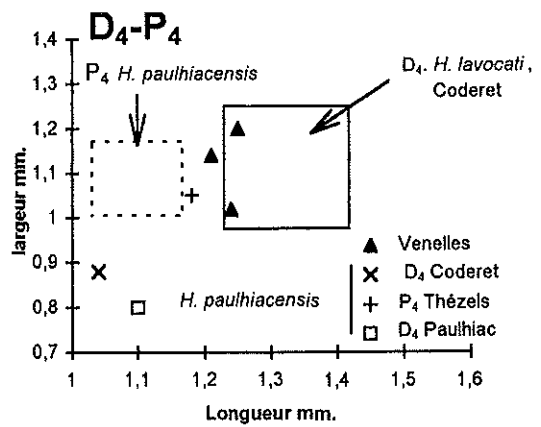 D₄-P₄
P₄ H. paulhiacensis
D₄. H. lavocati,
Coderet
largeur mm.
1,4
1,3
1,2
1,1
1
0,9
0,8
0,7
Venelles
D₄ Coderet
H. paulhiacensis
P₄ Thézels
D₄ Paulhiac
1 1,1 1,2 1,3 1,4 1,5 1,6
Longueur mm.